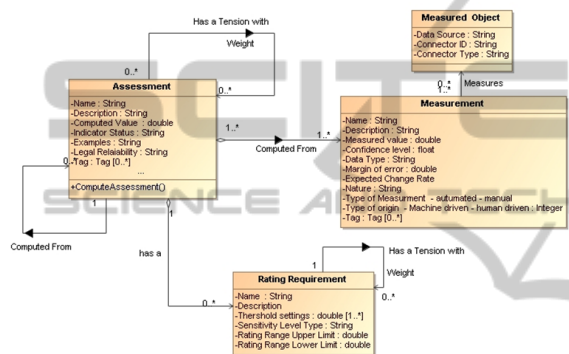 Has a Tension with
Weight
0..*
0..*
Assessment
-Name : String
-Description : String
-Computed Value : double
-Indicator Status : String
-Examples : String
-Legal Relaiability : String
-Tag : Tag [0..*]
...
+ComputeAssessment()
0..*
1
Computed From
1..*
1..*
Computed From
Measured Object
-Data Source : String
-Connector ID : String
-Connector Type : String
0..*
1..*
Measures
Measurement
-Name : String
-Description : String
-Measured value : double
-Confidence level : float
-Data Type : String
-Margin of error : double
-Expected Change Rate
-Nature : String
-Type of Measurment - automated - manual
-Type of origin - Machine driven - human driven : Integer
-Tag : Tag [0..*]
1
has a
0..*
1
Has a Tension with
Weight
0..*
Rating Requirement
-Name : String
-Description
-Thershold settings : double [1..*]
-Sensitivity Level Type : String
-Rating Range Upper Limit : double
-Rating Range Lower Limit : double
SCIENCE AND TECH